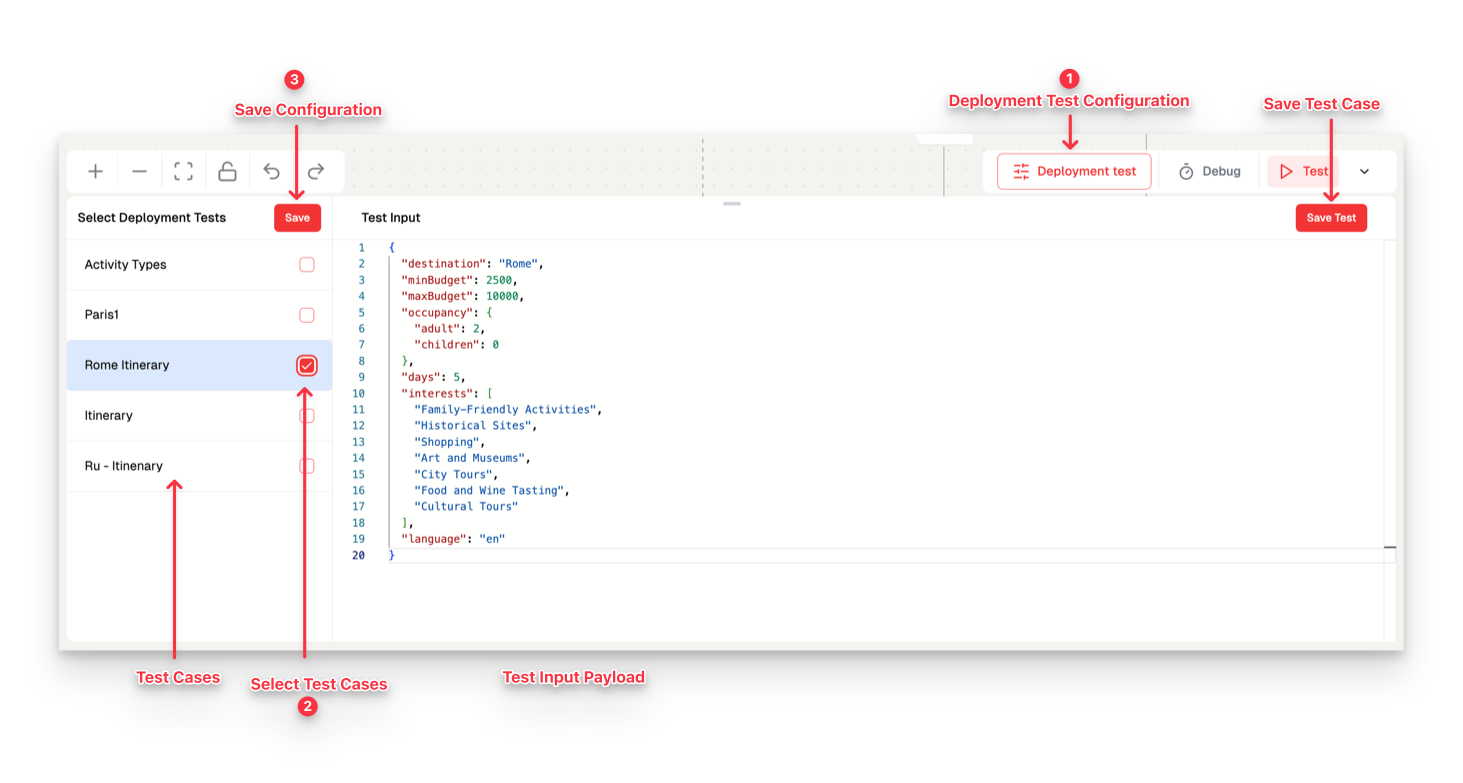 3
Save Configuration
1
Deployment Test Configuration
Save Test Case
Deployment test
Debug
Test
Select Deployment Tests
Save
Test Input
Save Test
Activity Types
Paris1
Rome Itinerary
Itinerary
Ru - Itinenary
1 {
2 "destination": "Rome",
3 "minBudget": 2500,
4 "maxBudget": 10000,
5 "occupancy": {
6 "adult": 2,
7 "children": 0
8 },
9 "days": 5,
10 "interests": [
11 "Family-Friendly Activities",
12 "Historical Sites",
13 "Shopping",
14 "Art and Museums",
15 "City Tours",
16 "Food and Wine Tasting",
17 "Cultural Tours"
18 ],
19 "language": "en"
20 }
Test Cases
Select Test Cases
2
Test Input Payload